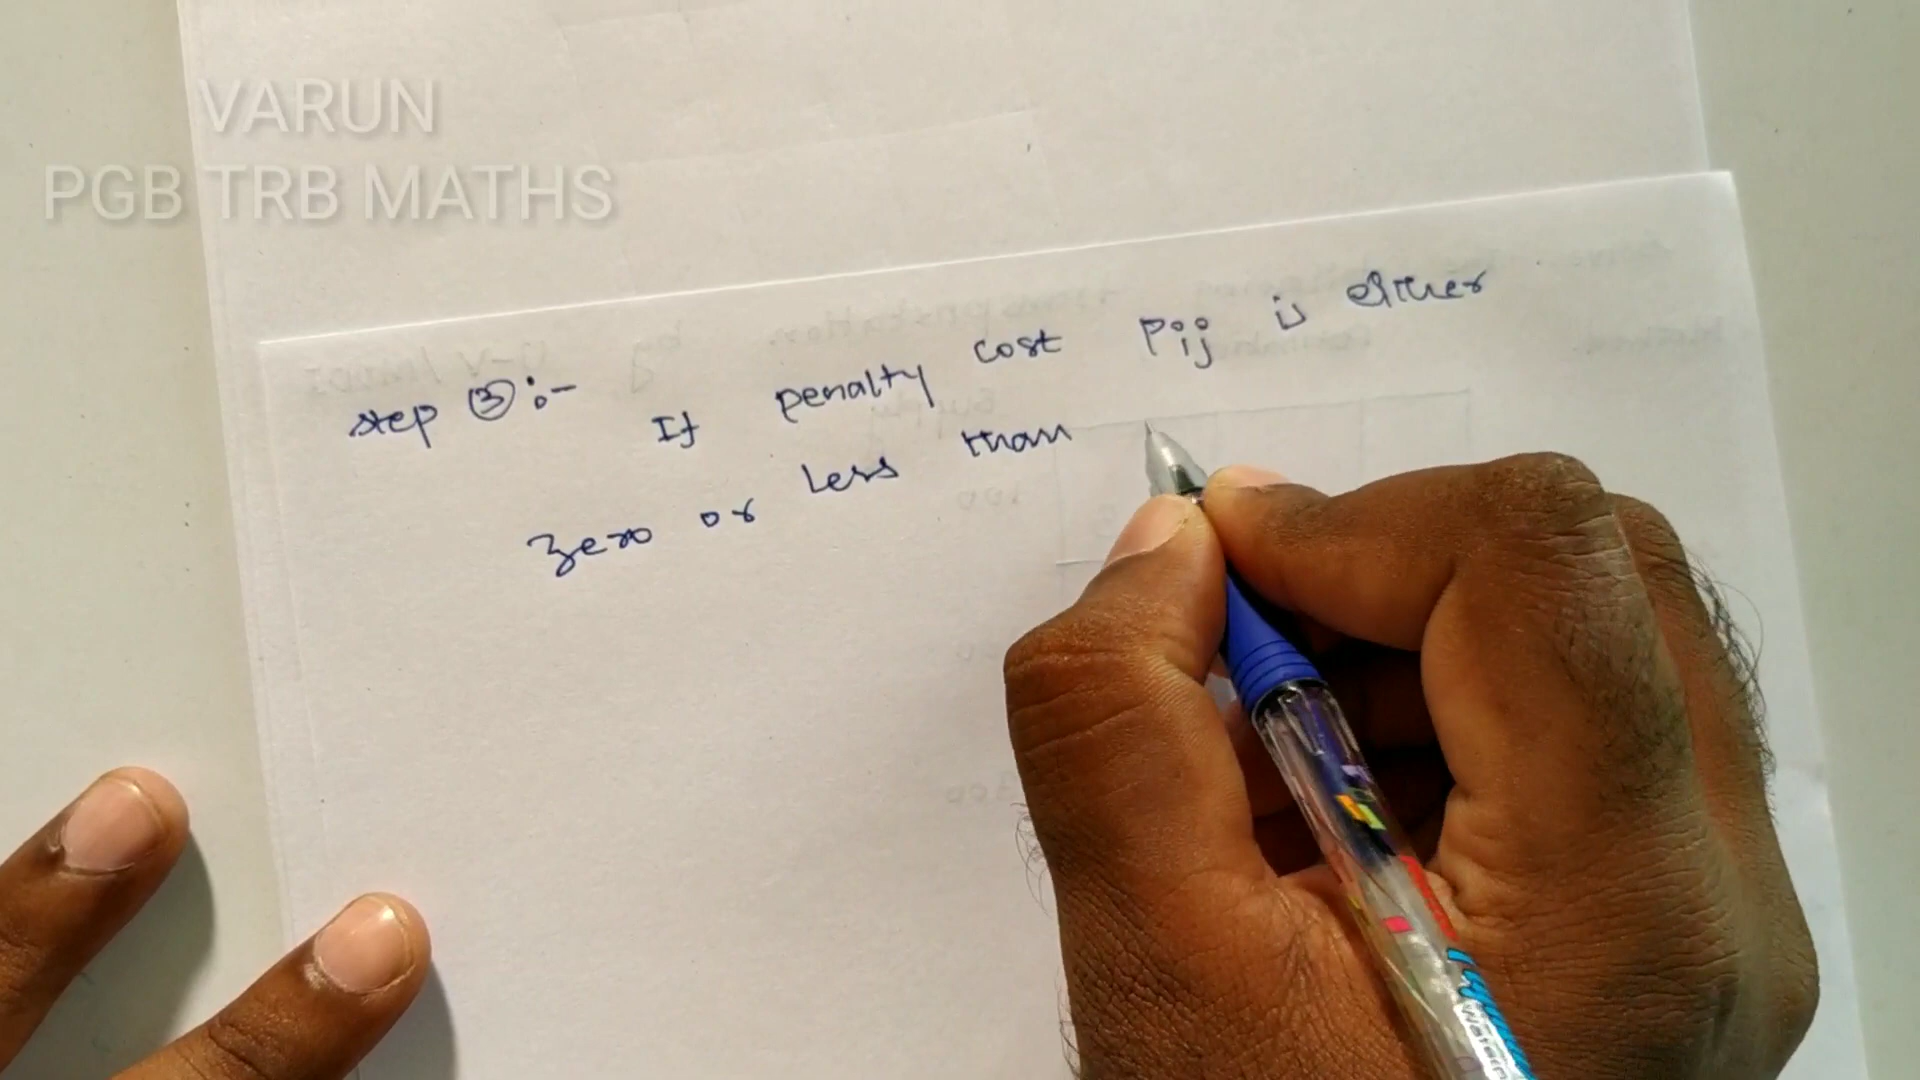 VARUN
PGB TRB MATHS
step ③:- If penalty cost Pij is either
zero or less than